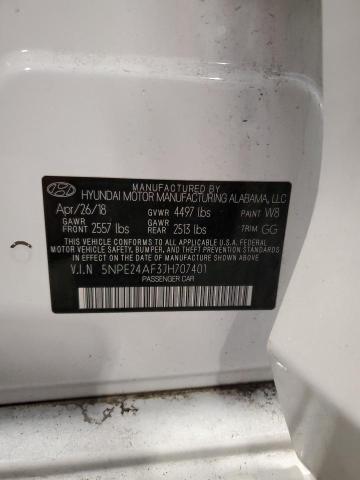 MANUFACTURED BY
HYUNDAI MOTOR MANUFACTURING ALABAMA, LLC
Apr/26/18 GVWR 4497 lbs PAINT W8
GAWR FRONT 2557 lbs GAWR REAR 2513 lbs TRIM GG
THIS VEHICLE CONFORMS TO ALL APPLICABLE U.S.A. FEDERAL
MOTOR VEHICLE SAFETY, BUMPER, AND THEFT PREVENTION STANDARDS
IN EFFECT ON THE DATE OF MANUFACTURE SHOWN ABOVE.
V.I.N 5NPE24AF3JH707401
PASSENGER CAR